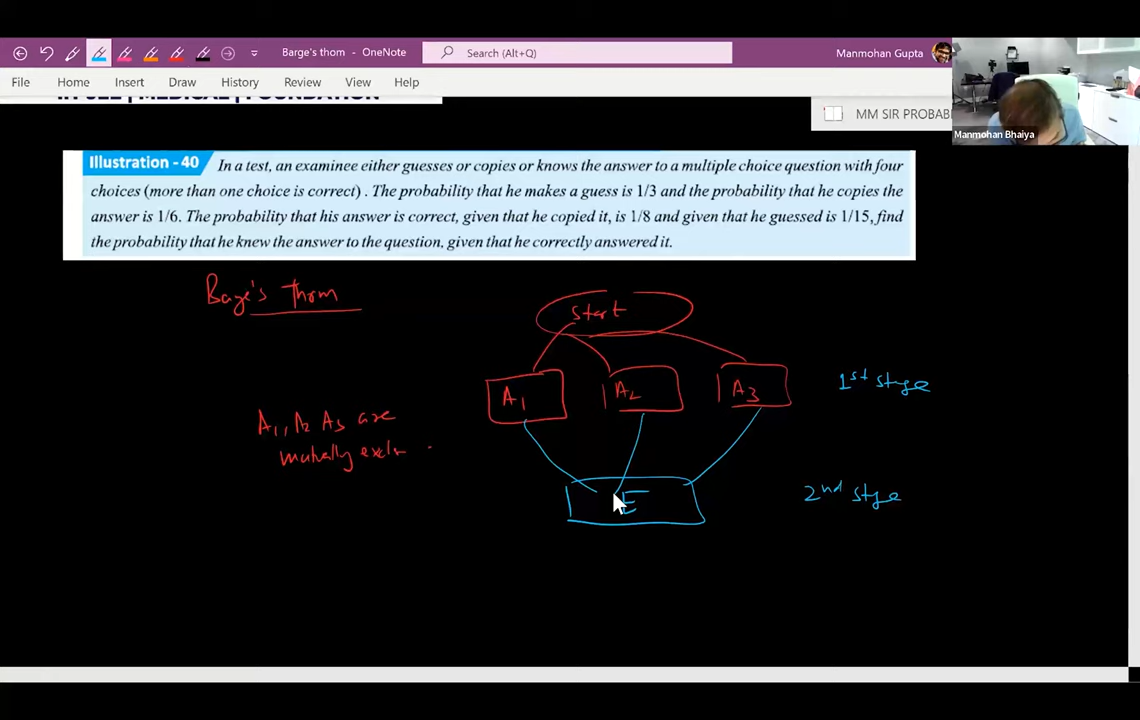 Barge's thom - OneNote
Search (Alt+Q)
Manmohan Gupta
File Home Insert Draw History Review View Help
MM SIR PROBAB
Manmohan Bhaiya
Illustration - 40 In a test, an examinee either guesses or copies or knows the answer to a multiple choice question with four
choices (more than one choice is correct) . The probability that he makes a guess is 1/3 and the probability that he copies the
answer is 1/6. The probability that his answer is correct, given that he copied it, is 1/8 and given that he guessed is 1/15, find
the probability that he knew the answer to the question, given that he correctly answered it.
Baye's Thom
Start
A1 A2 A3
1st stage
A1, A2 A3 are
mutually exclu
E
2nd stge